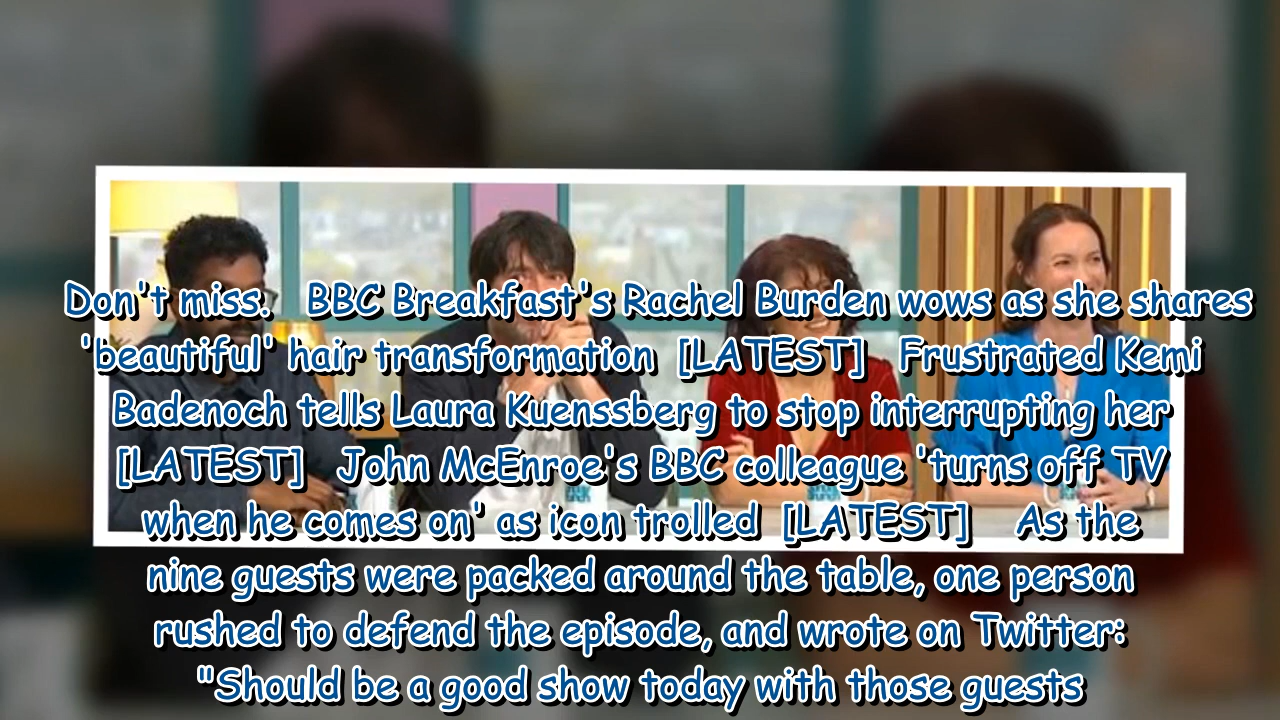 Don't miss.   BBC Breakfast's Rachel Burden wows as she shares
'beautiful' hair transformation  [LATEST]   Frustrated Kemi
Badenoch tells Laura Kuenssberg to stop interrupting her
[LATEST]   John McEnroe's BBC colleague 'turns off TV
when he comes on' as icon trolled  [LATEST]    As the
nine guests were packed around the table, one person
rushed to defend the episode, and wrote on Twitter:
"Should be a good show today with those guests